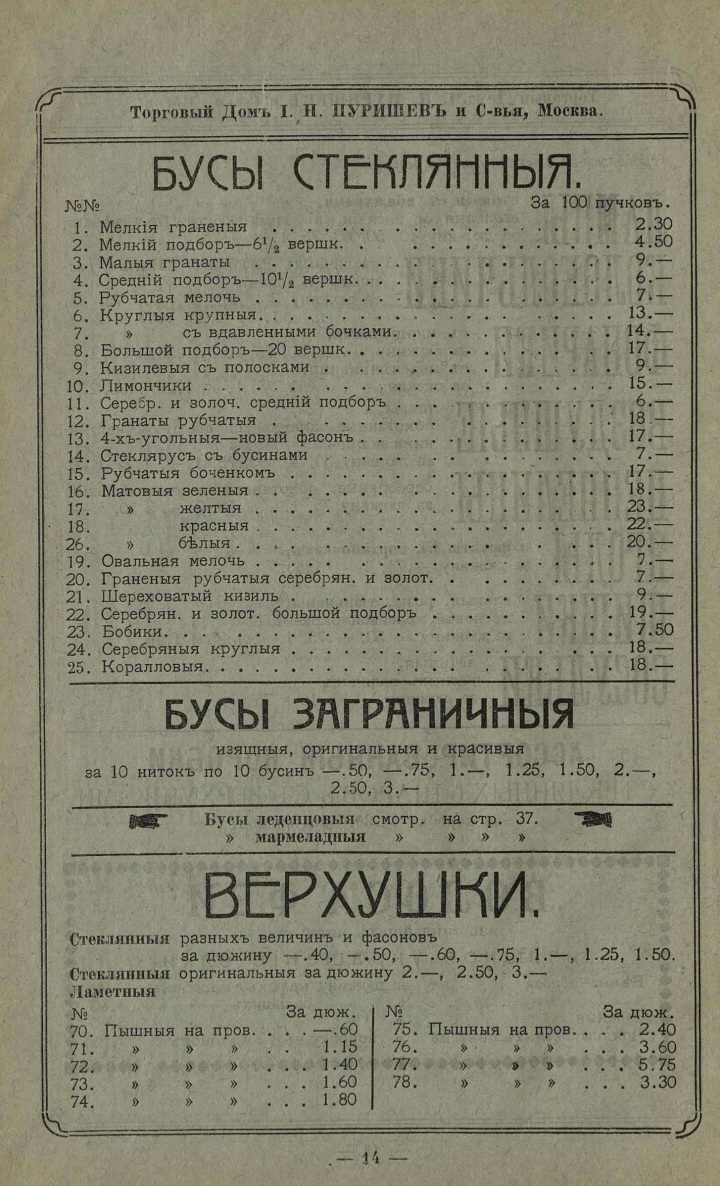 Торговый Домъ І. Н. ПУРИШЕВЪ и С-вья, Москва.
БУСЫ СТЕКЛЯННЫЯ.
№№ За 100 пучковъ.
1. Мелкія граненыя . . . . . . . . . 2.30
2. Мелкій подборъ—6½ вершк. . . . . . . . . 4.50
3. Малыя гранаты . . . . . . . . . 9.—
4. Средній подборъ—10½ вершк. . . . . . . . . 6.—
5. Рубчатая мелочь . . . . . . . . . 7.—
6. Круглыя крупныя. . . . . . . . . 13.—
7. » съ вдавленными бочками. . . . . . . . . 14.—
8. Большой подборъ—20 вершк. . . . . . . . . 17.—
9. Кизилевыя съ полосками . . . . . . . . . 9.—
10. Лимончики . . . . . . . . . 15.—
11. Серебр. и золоч. средній подборъ . . . . . . . . . 6.—
12. Гранаты рубчатыя . . . . . . . . . 18.—
13. 4-хъ-угольныя—новый фасонъ . . . . . . . . . 17.—
14. Стеклярусъ съ бусинами . . . . . . . . . 7.—
15. Рубчатыя боченкомъ . . . . . . . . . 17.—
16. Матовыя зеленыя . . . . . . . . . 18.—
17. » желтыя . . . . . . . . . 23.—
18. красныя . . . . . . . . . 22.—
26. » бѣлыя . . . . . . . . . 20.—
19. Овальная мелочь . . . . . . . . . 7.—
20. Граненыя рубчатыя серебрян. и золот. . . . . . . . . 7.—
21. Шереховатый кизиль . . . . . . . . . 9.—
22. Серебрян. и золот. большой подборъ . . . . . . . . . 19.—
23. Бобики. . . . . . . . . 7.50
24. Серебряныя круглыя . . . . . . . . . 18.—
25. Коралловыя. . . . . . . . . 18.—
БУСЫ ЗАГРАНИЧНЫЯ
изящныя, оригинальныя и красивыя
за 10 нитокъ по 10 бусинъ —.50, —.75, 1.—, 1.25, 1.50, 2.—,
2.50, 3.—
Бусы леденцовыя смотр. на стр. 37.
» мармеладныя » » » »
ВЕРХУШКИ.
Стеклянныя разныхъ величинъ и фасоновъ
за дюжину —.40, —.50, —.60, —.75, 1.—, 1.25, 1.50.
Стеклянныя оригинальныя за дюжину 2.—, 2.50, 3.—
Ламетныя
№ За дюж.
70. Пышныя на пров. . . . —.60
71. » » » . . 1.15
72. » » » . . . 1.40
73. » » » . . . 1.60
74. » » » . . . 1.80
№ За дюж.
75. Пышныя на пров. . . . 2.40
76. » » » . . . 3.60
77. » » » . . . 5.75
78. » » » . . . 3.30
— 14 —